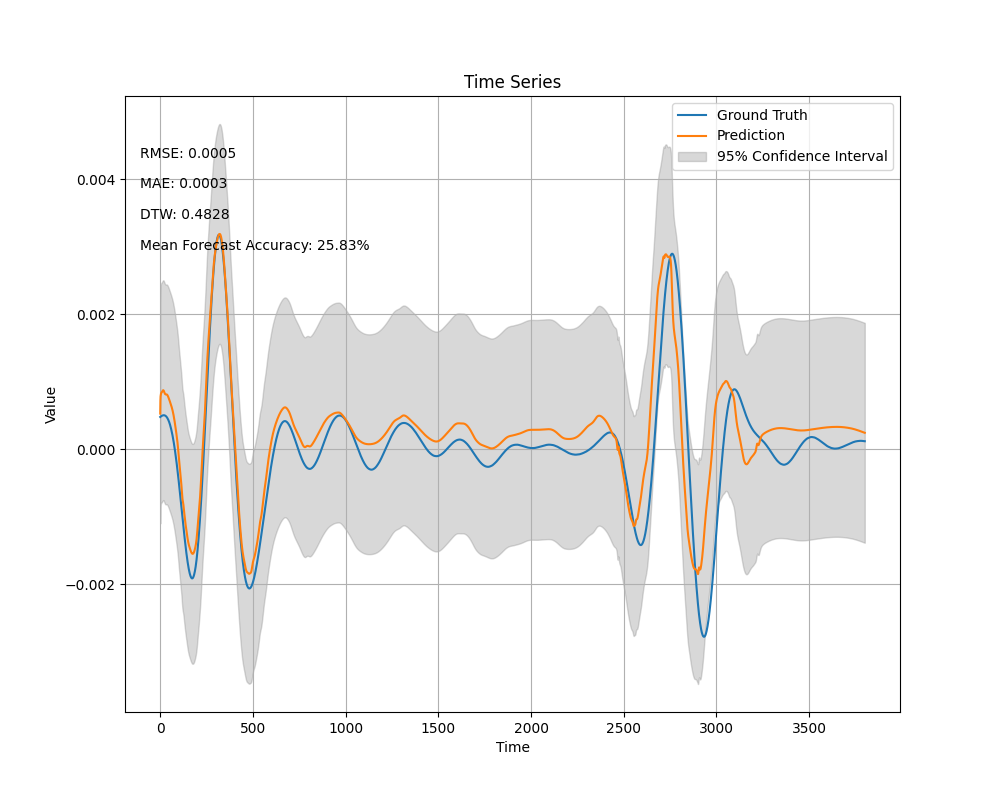 Time Series
Ground Truth
Prediction
95% Confidence Interval
RMSE: 0.0005
MAE: 0.0003
DTW: 0.4828
Mean Forecast Accuracy: 25.83%
0.004
0.002
0.000
−0.002
Value
0 500 1000 1500 2000 2500 3000 3500
Time